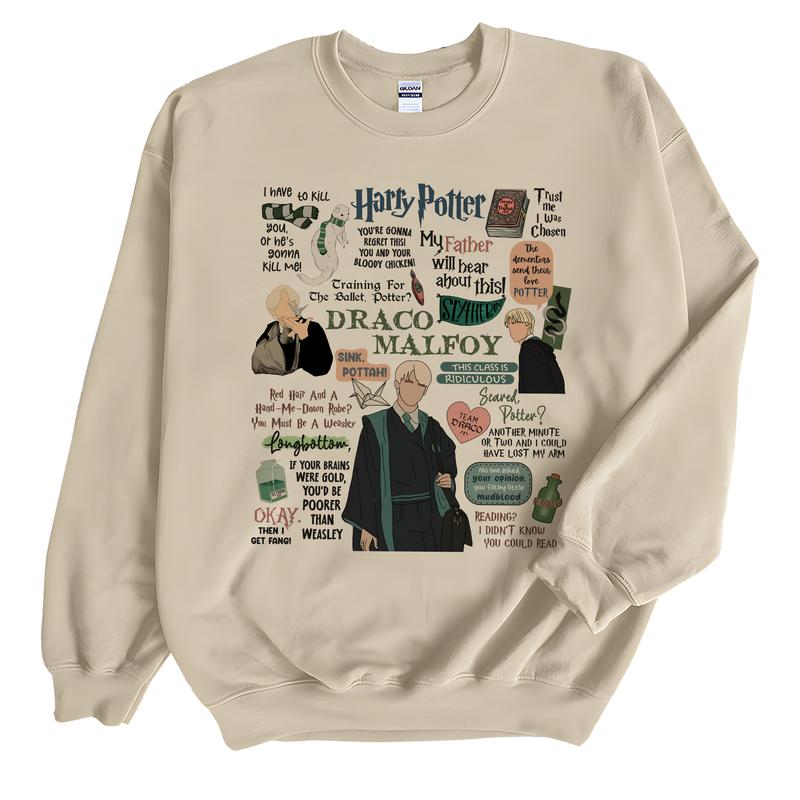 GILDAN
I have to kill
you,
or he's
gonna
kill me!
Harry Potter
Trust
me
I Was
Chosen
You're gonna
regret this!
You and your
bloody chicken!
My Father
will hear
about this!
The
dementors
send their
love
POTTER
Training For
The Ballet, Potter?
SLYTHERIN
DRACO
MALFOY
SINK,
POTTAH!
THIS CLASS IS
RIDICULOUS
Red Hair And A
Hand-Me-Down Robe?
You Must Be A Weasley
TEAM
DRACO
Scared,
Potter?
ANOTHER MINUTE
OR TWO AND I COULD
HAVE LOST MY ARM
Longbottom,
IF YOUR BRAINS
WERE GOLD,
YOU'D BE
POORER
THAN
WEASLEY
No one asked
your opinion,
you filthy little
mudblood
OKAY.
THEN I
GET FANG!
READING?
I DIDN'T KNOW
YOU COULD READ